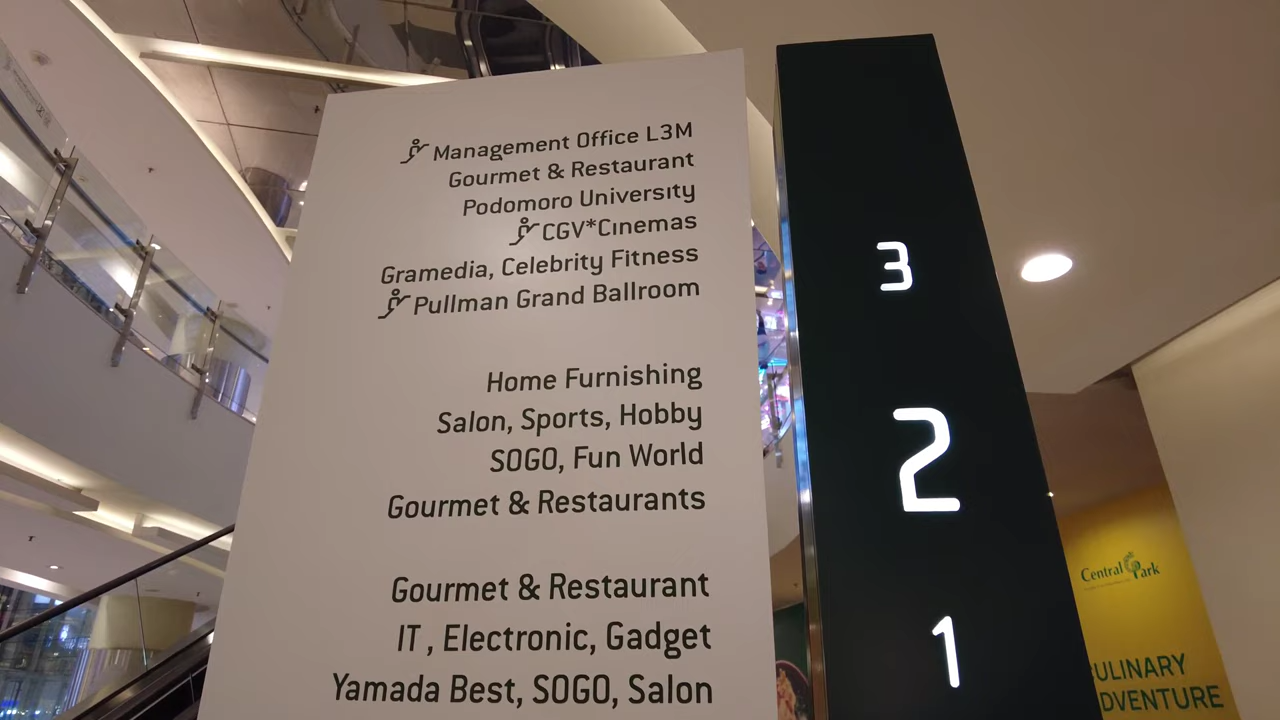 Management Office L3M
Gourmet & Restaurant
Podomoro University
CGV*Cinemas
Gramedia, Celebrity Fitness
Pullman Grand Ballroom
3
Home Furnishing
Salon, Sports, Hobby
SOGO, Fun World
Gourmet & Restaurants
2
Gourmet & Restaurant
IT , Electronic, Gadget
Yamada Best, SOGO, Salon
1
Central Park
ULINARY
DVENTURE